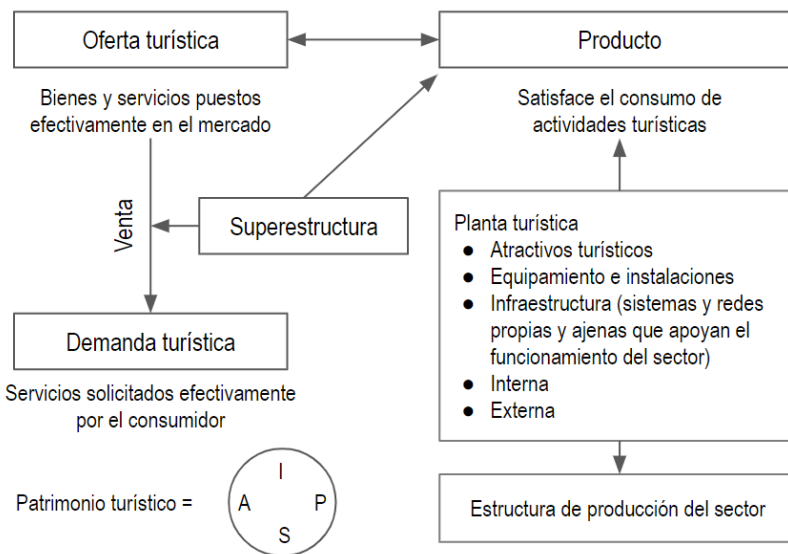 Oferta turística
Producto
Bienes y servicios puestos
efectivamente en el mercado
Satisface el consumo de
actividades turísticas
Venta
Superestructura
Planta turística
● Atractivos turísticos
● Equipamiento e instalaciones
● Infraestructura (sistemas y redes
propias y ajenas que apoyan el
funcionamiento del sector)
● Interna
● Externa
Demanda turística
Servicios solicitados efectivamente
por el consumidor
Patrimonio turístico =
I
A P
S
Estructura de producción del sector